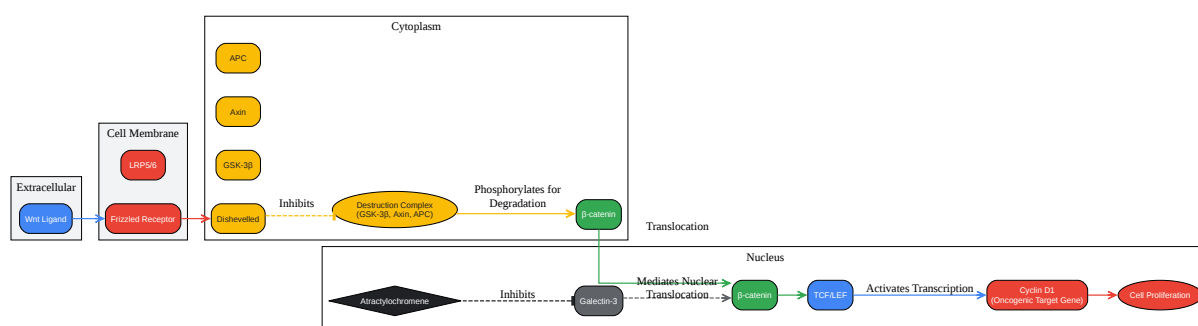 Cytoplasm
APC
Axin
Cell Membrane
LRP5/6
GSK-3β
Extracellular
Wnt Ligand
Frizzled Receptor
Dishevelled
Inhibits
Destruction Complex
(GSK-3β, Axin, APC)
Phosphorylates for
Degradation
β-catenin
Translocation
Nucleus
Atractylochromene
Inhibits
Galectin-3
Mediates Nuclear
Translocation
β-catenin
TCF/LEF
Activates Transcription
Cyclin D1
(Oncogenic Target Gene)
Cell Proliferation